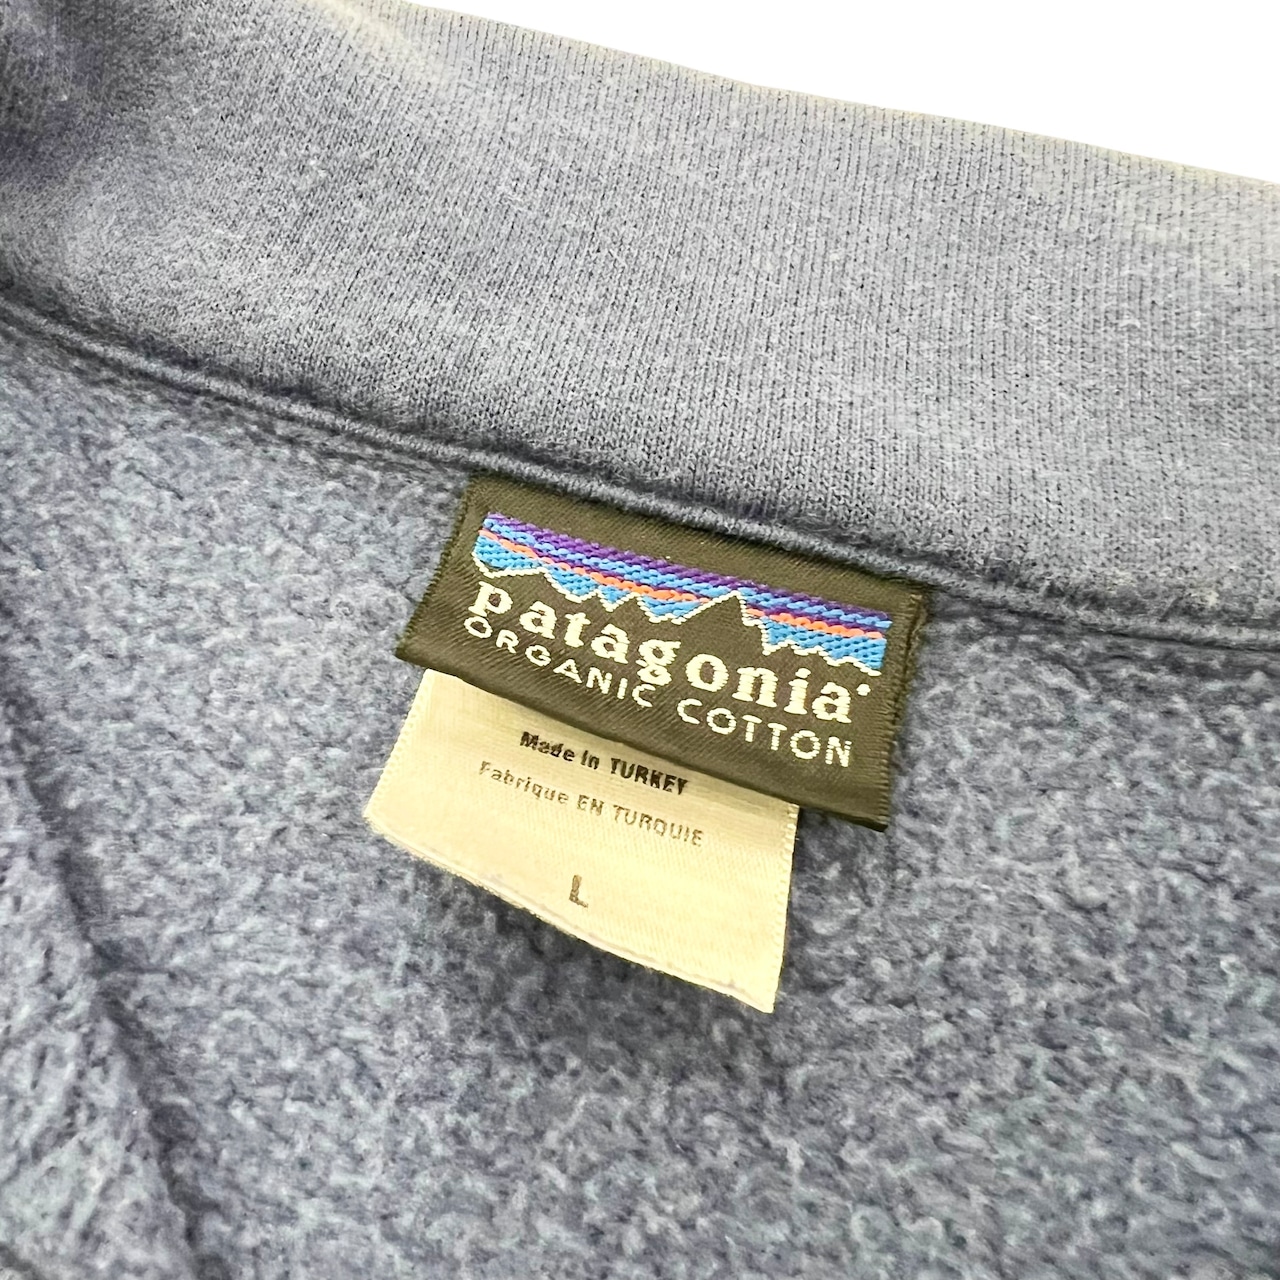 patagonia®
ORGANIC COTTON
Made in TURKEY
Fabrique EN TURQUIE
L